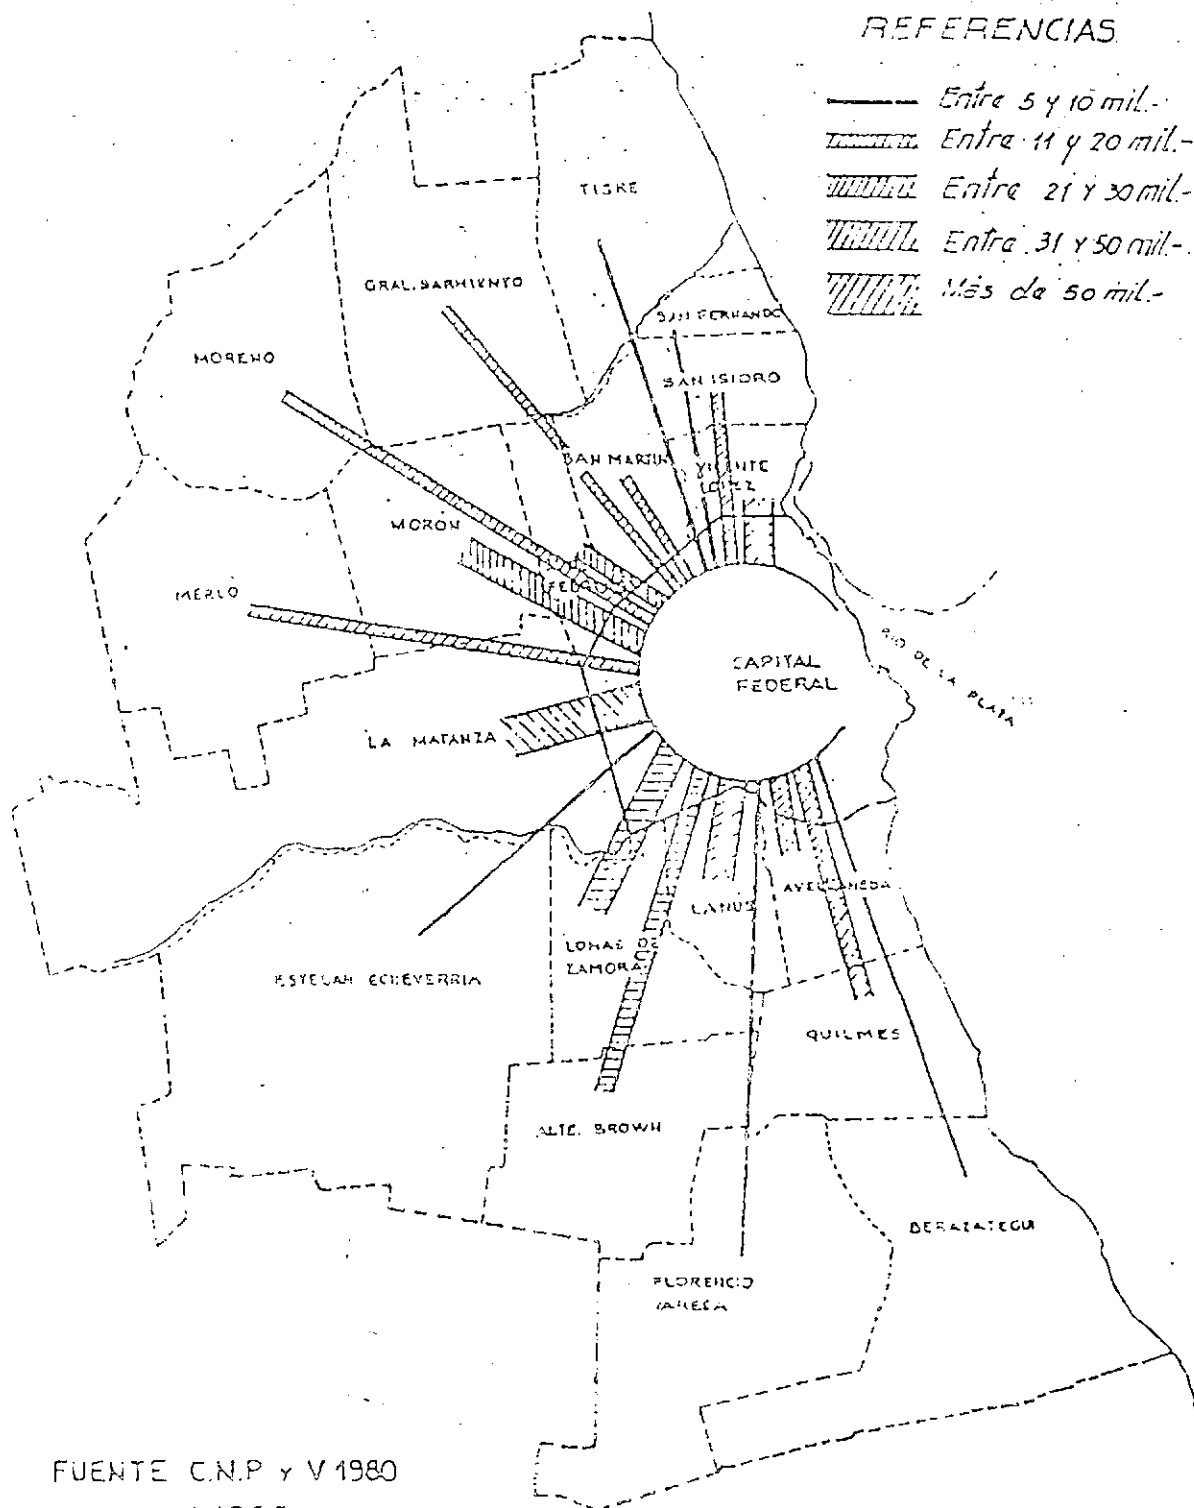 REFERENCIAS
Entre 5 y 10 mil.-
Entre 11 y 20 mil.-
Entre 21 y 30 mil.-
Entre 31 y 50 mil.-
Más de 50 mil.-
TIGRE
GRAL. SARMIENTO
SAN FERNANDO
MORENO
SAN ISIDRO
SAN MARTIN
VICENTE
LOPEZ
MORON
MERLO
CAPITAL
FEDERAL
RIO DE LA PLATA
LA MATANZA
AVELLANEDA
LANUS
LOMAS DE
ZAMORA
ESTEBAN ECHEVERRIA
QUILMES
ALTE. BROWN
BERAZATEGUI
FLORENCIO
VARELA
FUENTE C.N.P y V 1980